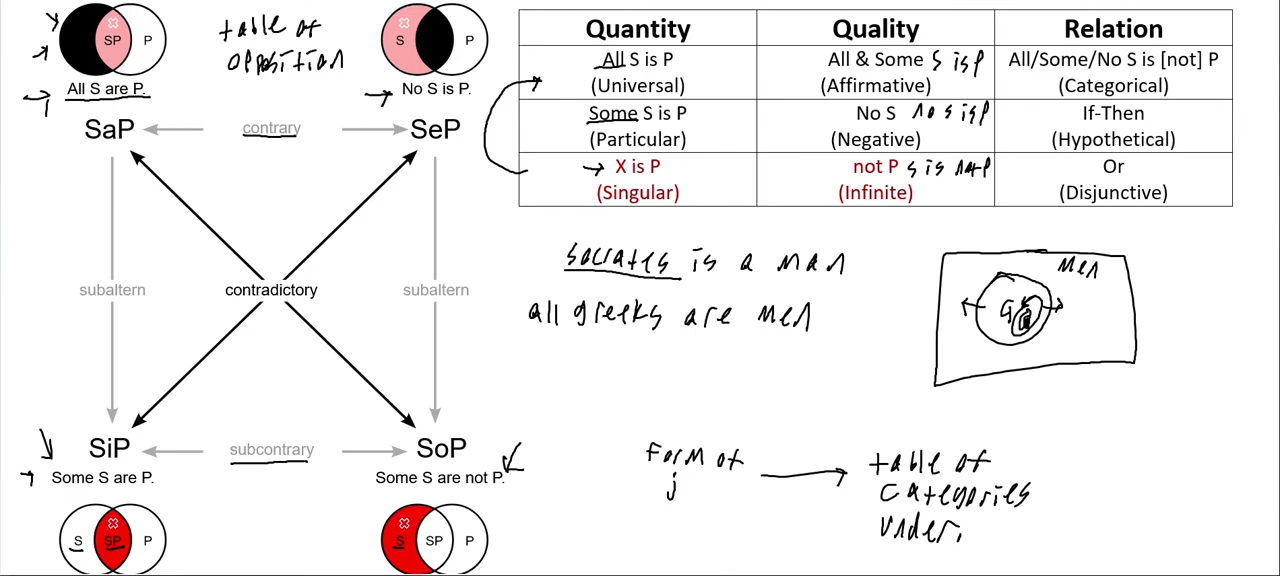 SP P
table of
opposition
S P
All S are P.
No S is P.
SaP contrary SeP
subaltern contradictory subaltern
SiP subcontrary SoP
Some S are P.
Some S are not P.
S SP P
S SP P
Quantity Quality Relation
All S is P All & Some S is P All/Some/No S is [not] P
(Universal) (Affirmative) (Categorical)
Some S is P No S No S is P If-Then
(Particular) (Negative) (Hypothetical)
X is P not P S is not P Or
(Singular) (Infinite) (Disjunctive)
Socrates is a man
all greeks are men
Men
G
Form of
j
table of
categories
under.